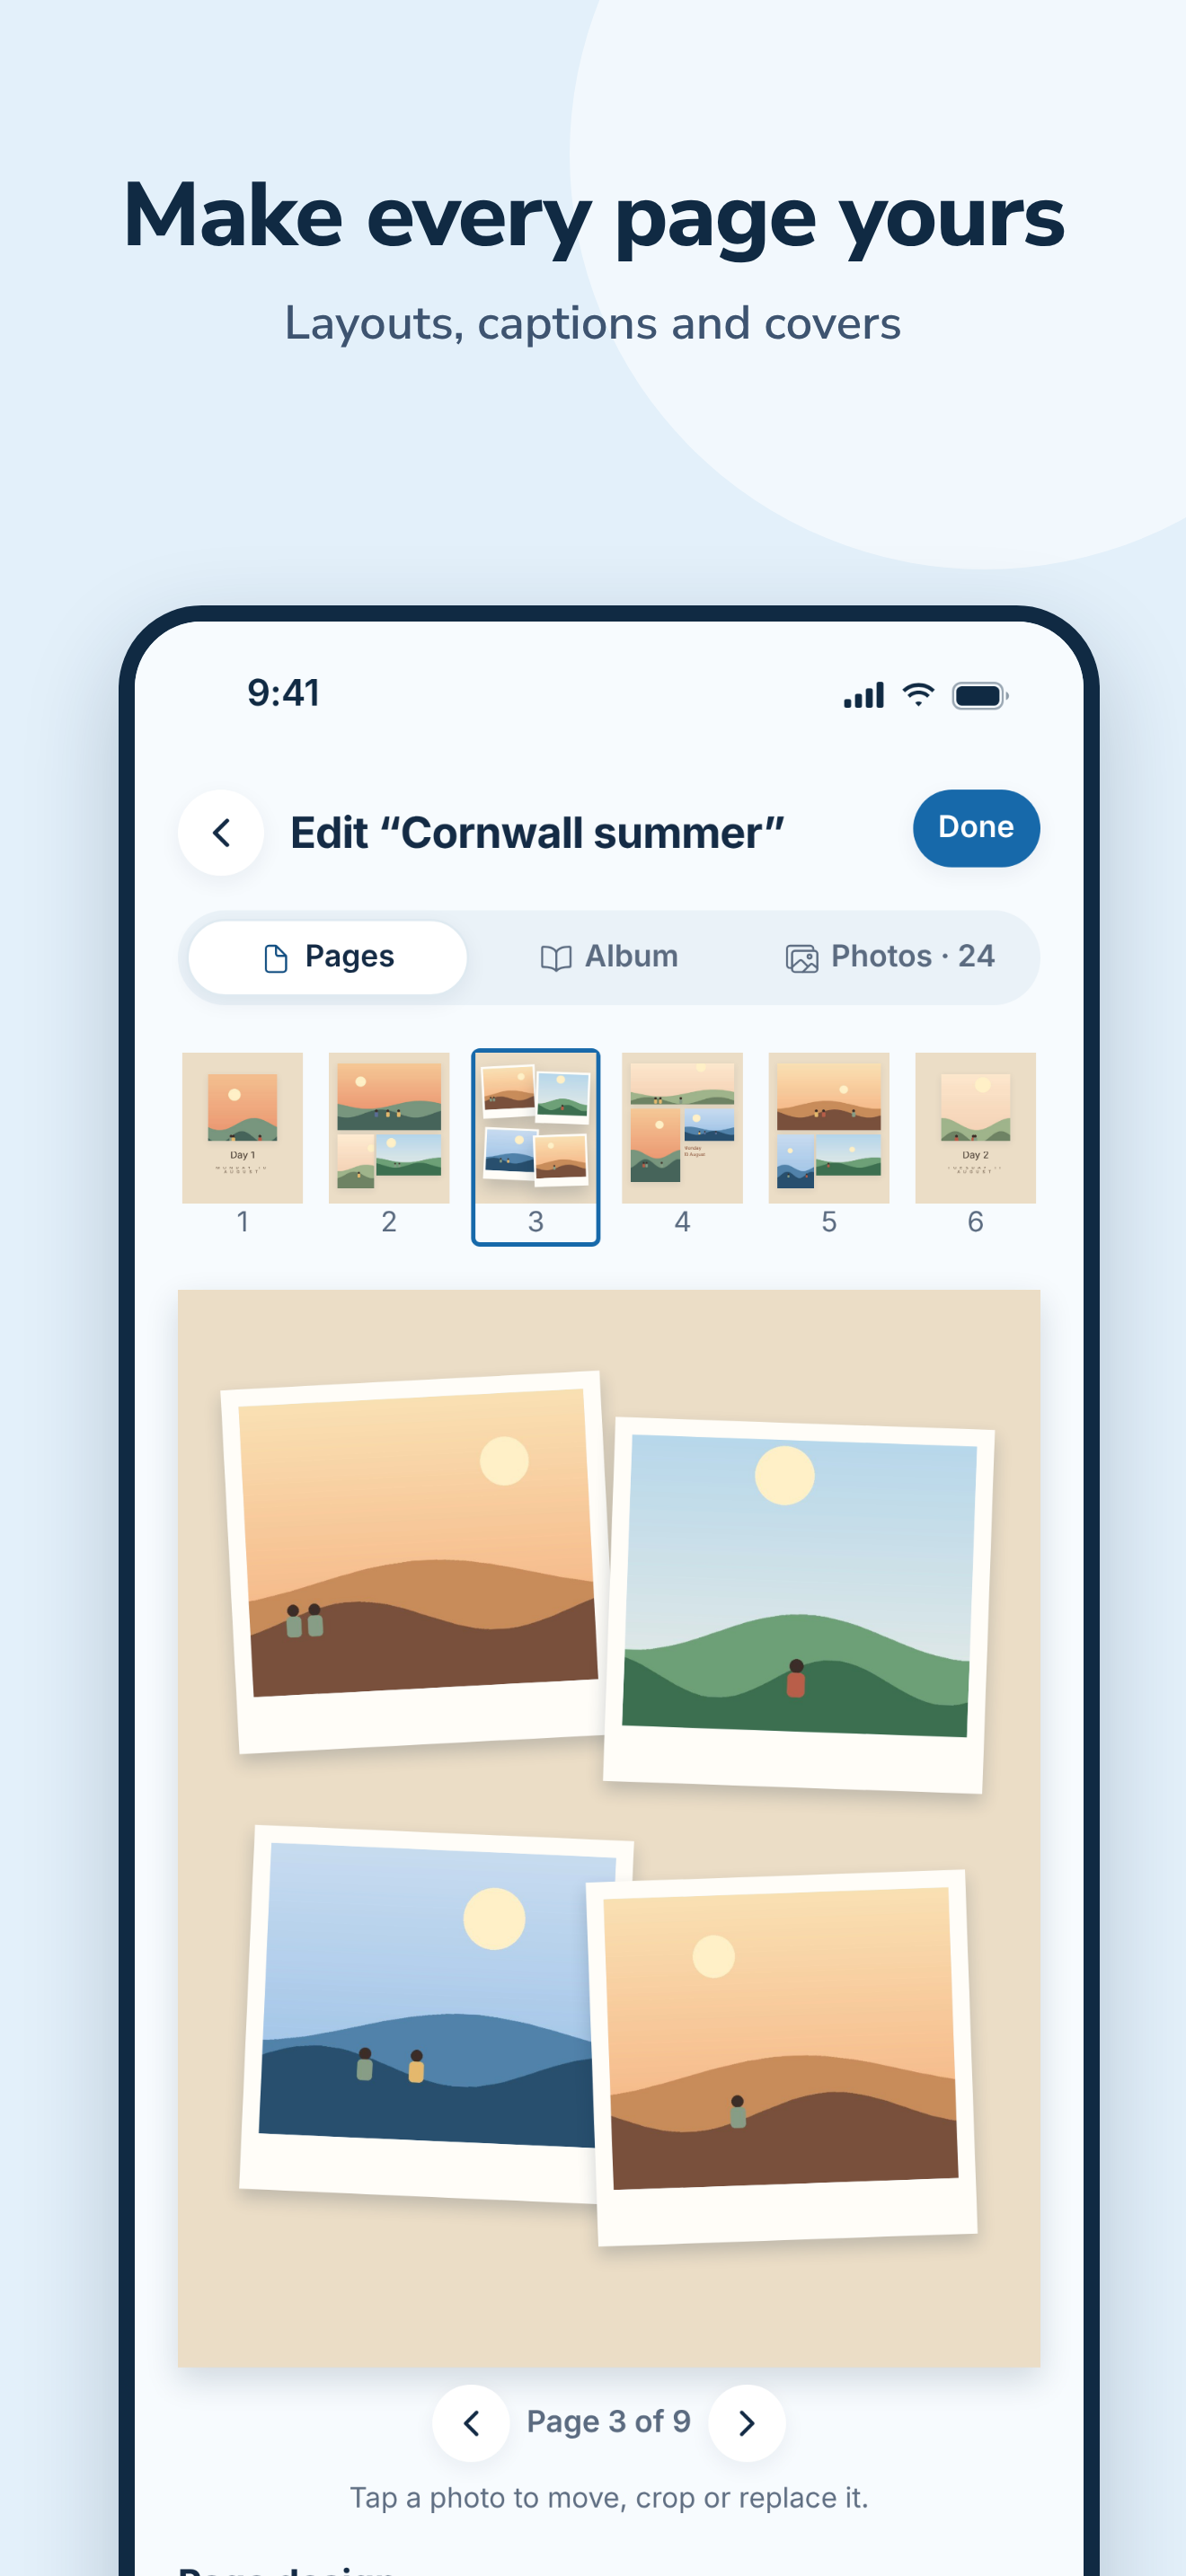 Make every page yours
Layouts, captions and covers
9:41
Edit “Cornwall summer”
Done
Pages
Album
Photos · 24
Day 1
Day 2
1
2
3
4
5
6
Page 3 of 9
Tap a photo to move, crop or replace it.
Page design